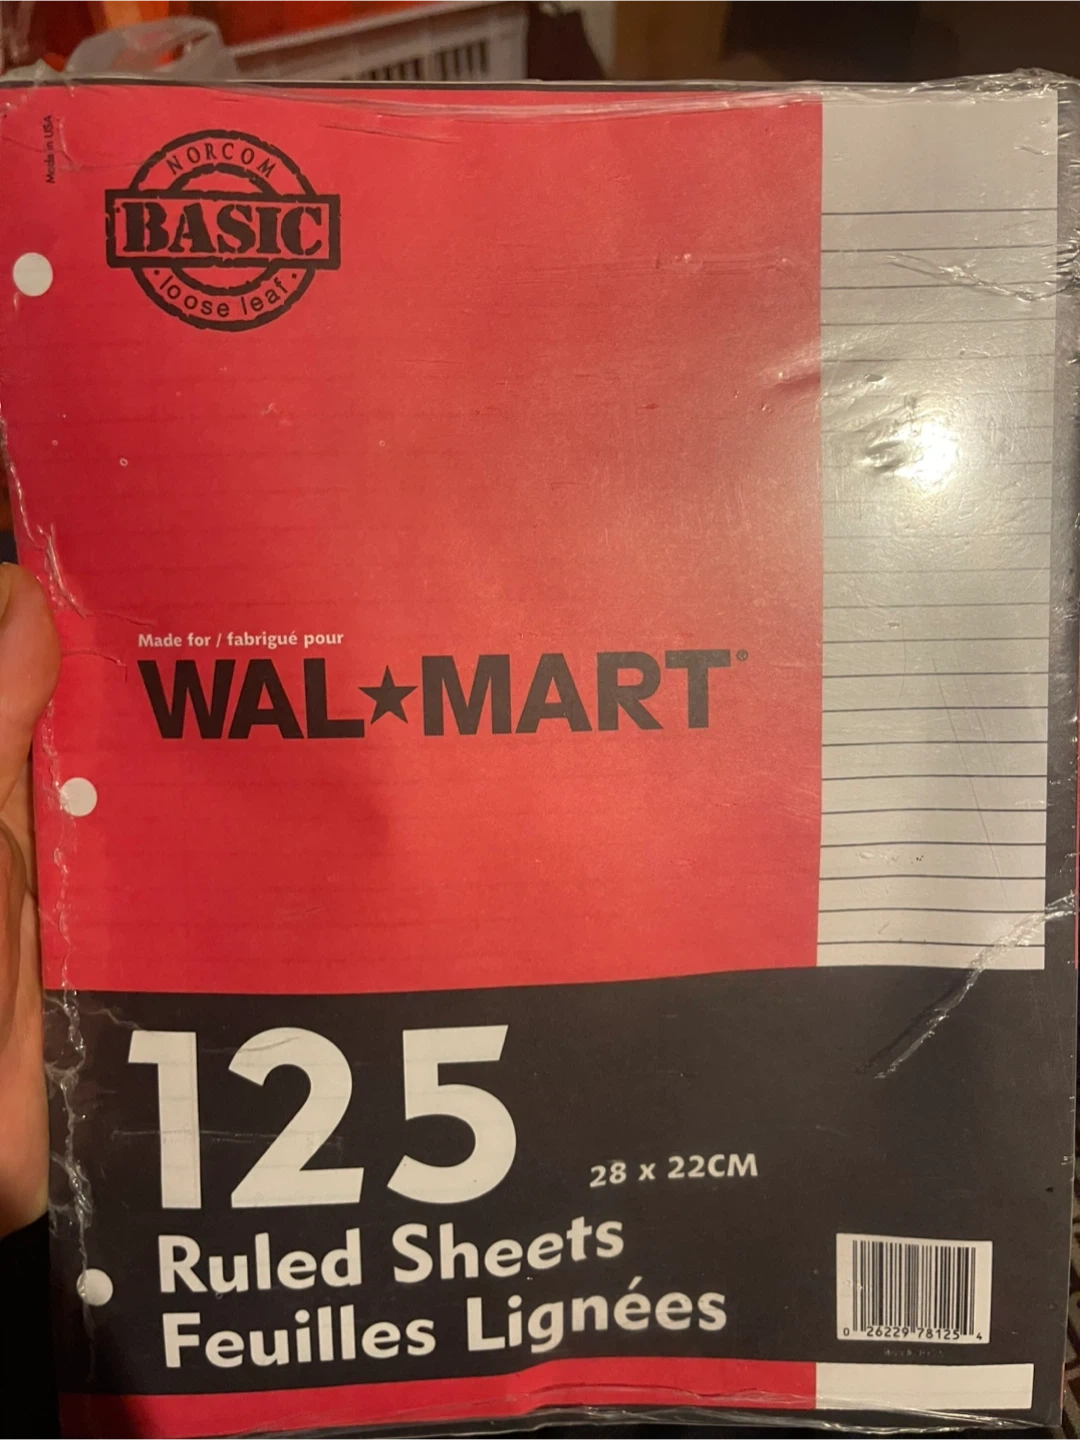 Made in USA
NORCOM
BASIC
loose leaf
Made for / fabrigué pour
WAL★MART®
125
28 x 22CM
Ruled Sheets
Feuilles Lignées
0 26229 78125 4